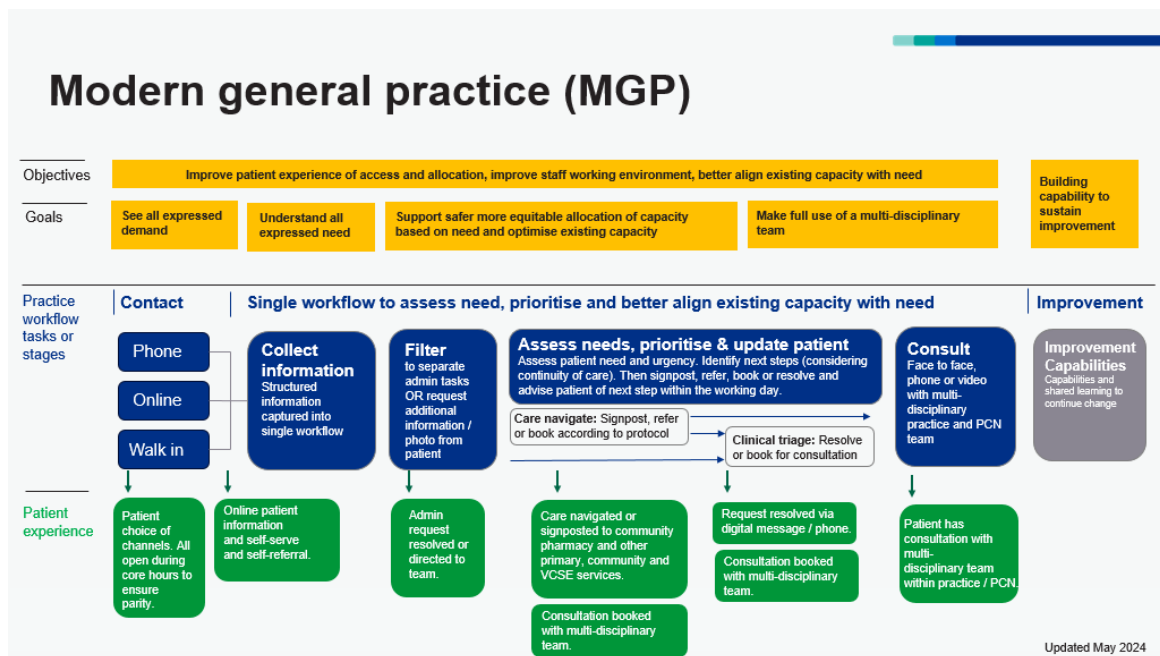 Modern general practice (MGP)
Objectives
Improve patient experience of access and allocation, improve staff working environment, better align existing capacity with need
Building
capability to
sustain
improvement
Goals
See all expressed
demand
Understand all
expressed need
Support safer more equitable allocation of capacity
based on need and optimise existing capacity
Make full use of a multi-disciplinary
team
Practice
workflow
tasks or
stages
Contact
Single workflow to assess need, prioritise and better align existing capacity with need
Improvement
Phone
Online
Walk in
Collect
information
Structured
information
captured into
single workflow
Filter
to separate
admin tasks
OR request
additional
information /
photo from
patient
Assess needs, prioritise & update patient
Assess patient need and urgency. Identify next steps (considering
continuity of care). Then signpost, refer, book or resolve and
advise patient of next step within the working day.
Care navigate: Signpost, refer
or book according to protocol
Clinical triage: Resolve
or book for consultation
Consult
Face to face,
phone or video
with multi-
disciplinary
practice and PCN
team
Improvement
Capabilities
Capabilities and
shared learning to
continue change
Patient
experience
Patient
choice of
channels. All
open during
core hours to
ensure
parity.
Online patient
information
and self-serve
and self-referral.
Admin
request
resolved or
directed to
team.
Care navigated or
signposted to community
pharmacy and other
primary, community and
VCSE services.
Consultation booked
with multi-disciplinary
team.
Request resolved via
digital message / phone.
Consultation booked
with multi-disciplinary
team.
Patient has
consultation with
multi-
disciplinary team
within practice / PCN.
Updated May 2024